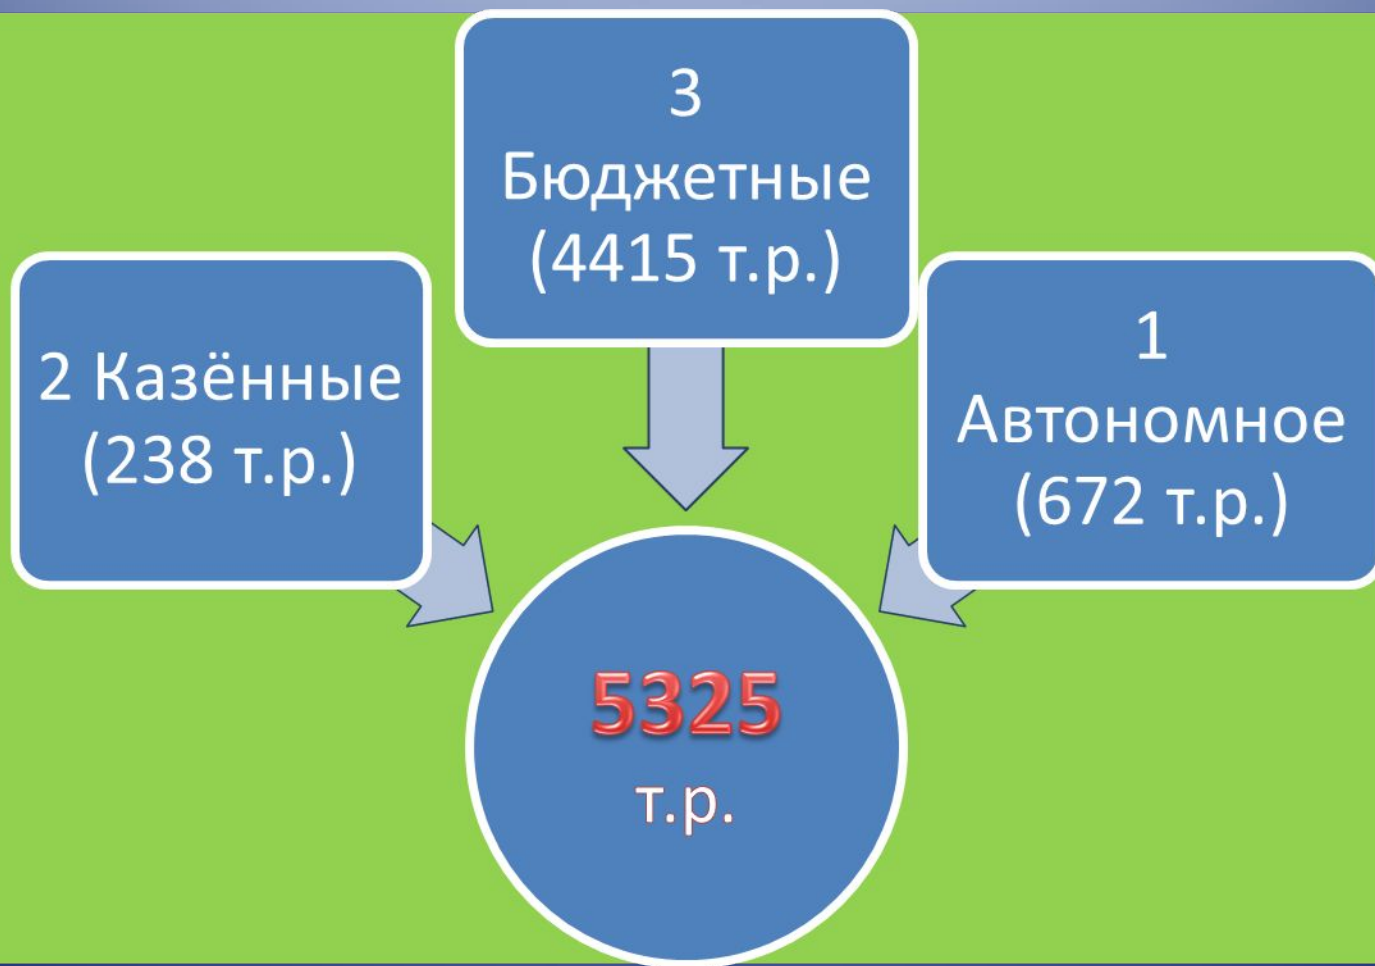 3
Бюджетные
(4415 т.р.)
2 Казённые
(238 т.р.)
1
Автономное
(672 т.р.)
5325
т.р.